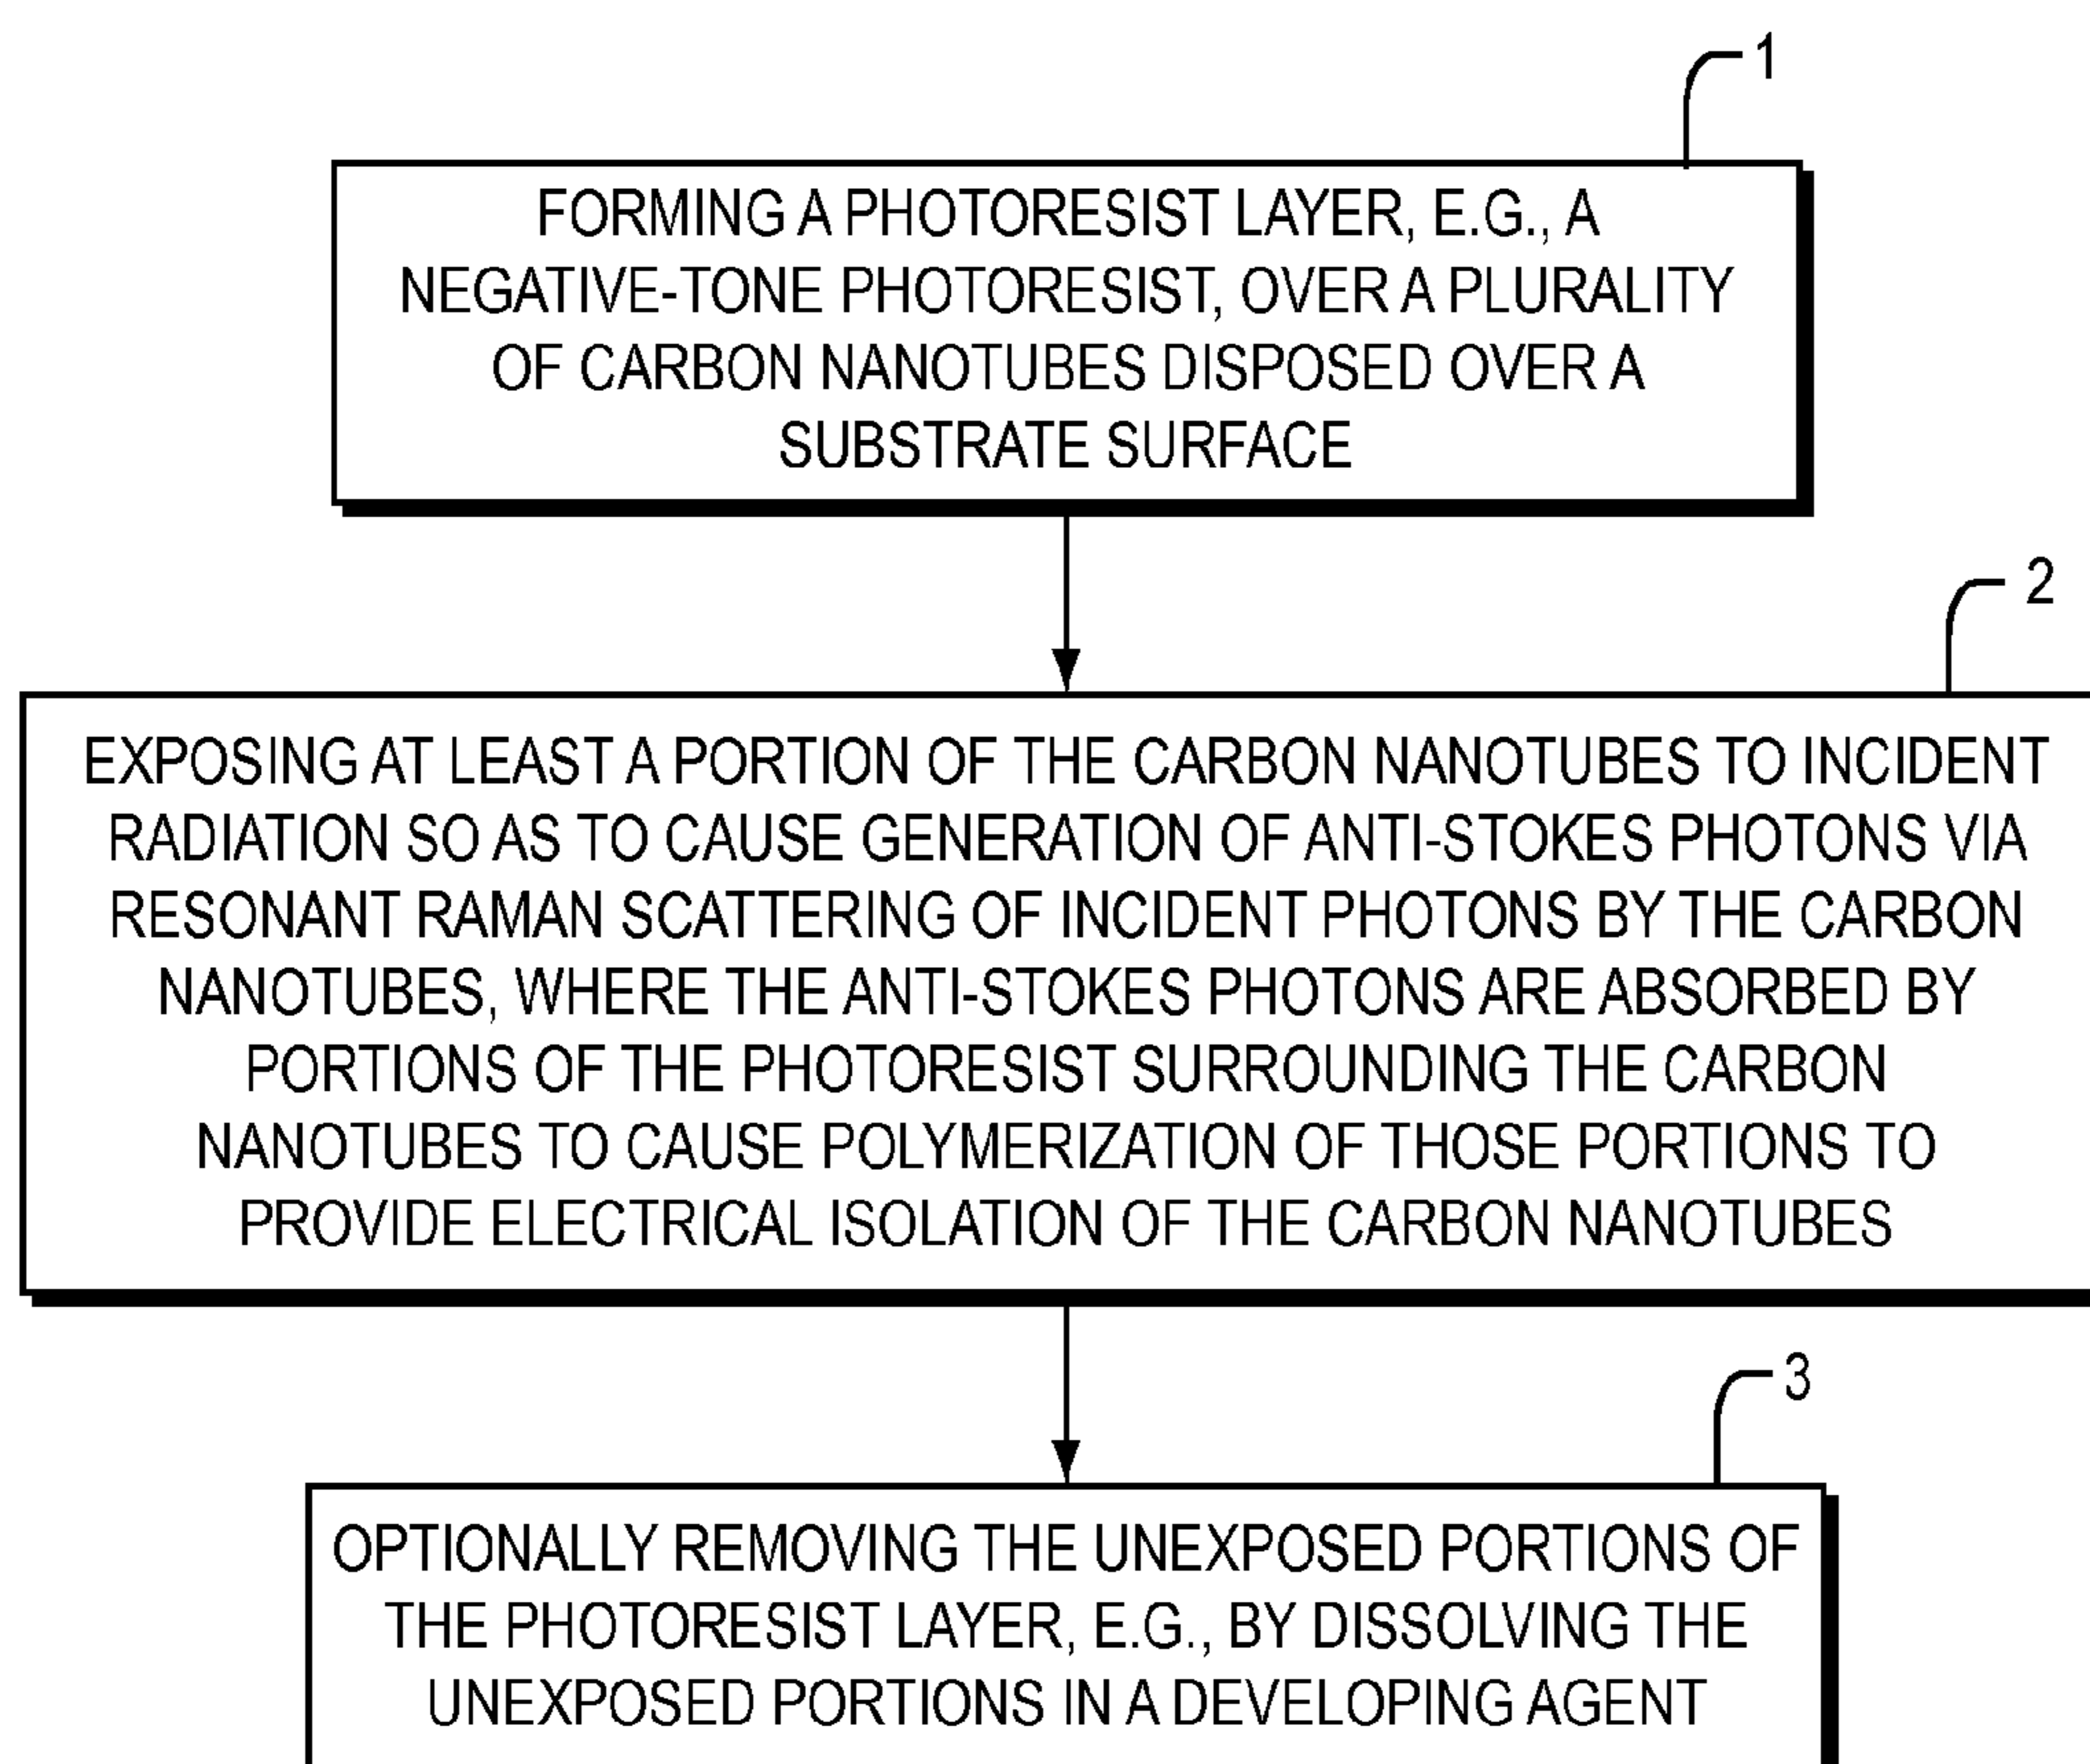 1
FORMING A PHOTORESIST LAYER, E.G., A
NEGATIVE-TONE PHOTORESIST, OVER A PLURALITY
OF CARBON NANOTUBES DISPOSED OVER A
SUBSTRATE SURFACE
2
EXPOSING AT LEAST A PORTION OF THE CARBON NANOTUBES TO INCIDENT
RADIATION SO AS TO CAUSE GENERATION OF ANTI-STOKES PHOTONS VIA
RESONANT RAMAN SCATTERING OF INCIDENT PHOTONS BY THE CARBON
NANOTUBES, WHERE THE ANTI-STOKES PHOTONS ARE ABSORBED BY
PORTIONS OF THE PHOTORESIST SURROUNDING THE CARBON
NANOTUBES TO CAUSE POLYMERIZATION OF THOSE PORTIONS TO
PROVIDE ELECTRICAL ISOLATION OF THE CARBON NANOTUBES
3
OPTIONALLY REMOVING THE UNEXPOSED PORTIONS OF
THE PHOTORESIST LAYER, E.G., BY DISSOLVING THE
UNEXPOSED PORTIONS IN A DEVELOPING AGENT